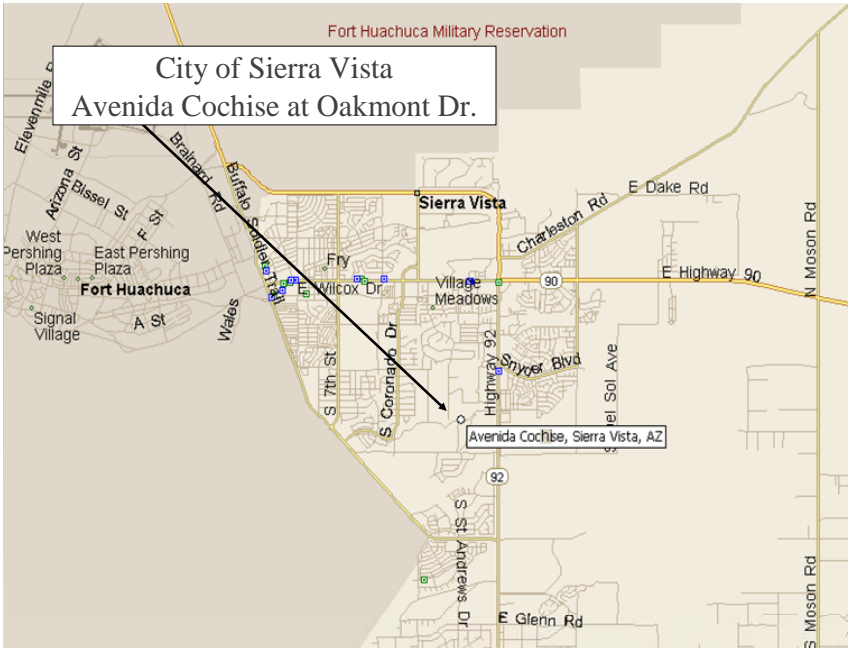 Fort Huachuca Military Reservation
City of Sierra Vista
Avenida Cochise at Oakmont Dr.
Elevenmile
Arizona St
Bissel St
F St
Brainard Rd
Buffalo Soldier Trail
West
Pershing
Plaza
East Pershing
Plaza
Fort Huachuca
Signal
Village
A St
Wales
Fry
E Wilcox Dr
Sierra Vista
Village
Meadows
Charleston Rd
E Dake Rd
N Moson Rd
90
E Highway 90
S 7th St
S Coronado Dr
Highway 92
Snyder Blvd
del Sol Ave
Avenida Cochise, Sierra Vista, AZ
92
S St Andrews Dr
E Glenn Rd
S Moson Rd